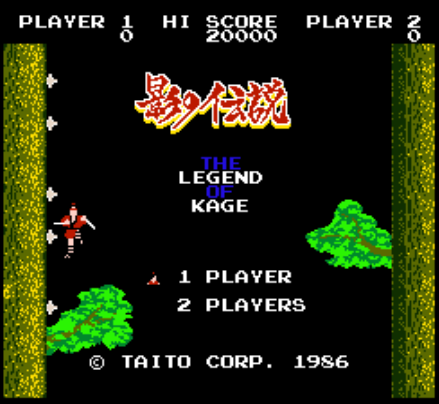 PLAYER 1 HI SCORE PLAYER 2
0 20000 0
影の伝説
THE
LEGEND
OF
KAGE
1 PLAYER
2 PLAYERS
© TAITO CORP. 1986